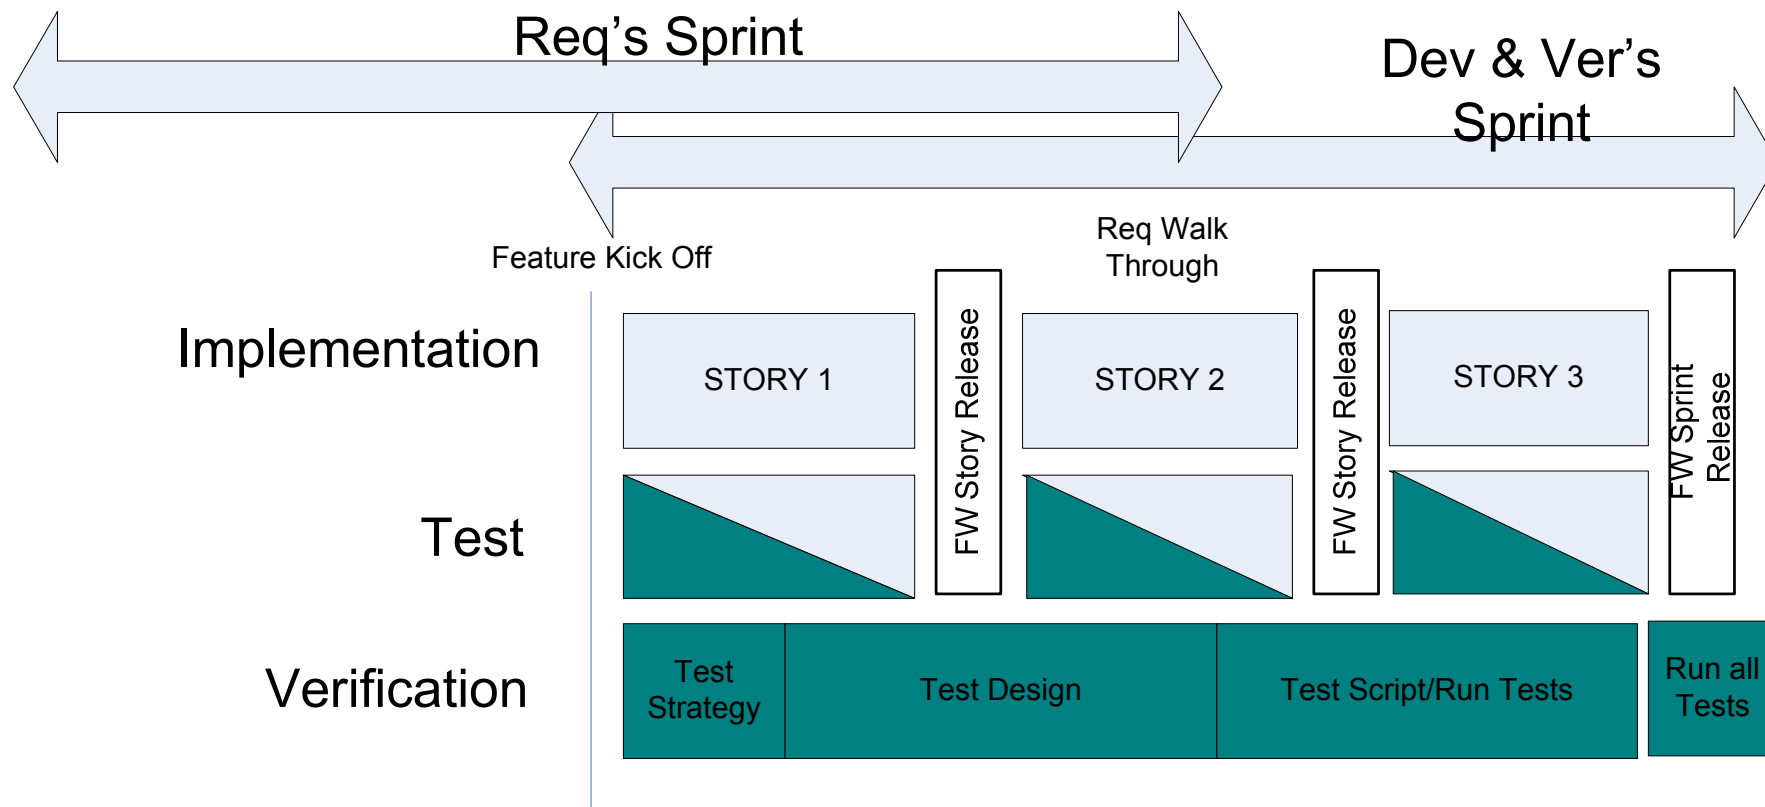 Req's Sprint
Dev & Ver's
Sprint
Feature Kick Off
Req Walk
Through
Implementation
STORY 1
FW Story Release
STORY 2
FW Story Release
STORY 3
FW Sprint
Release
Test
Verification
Test
Strategy
Test Design
Test Script/Run Tests
Run all
Tests